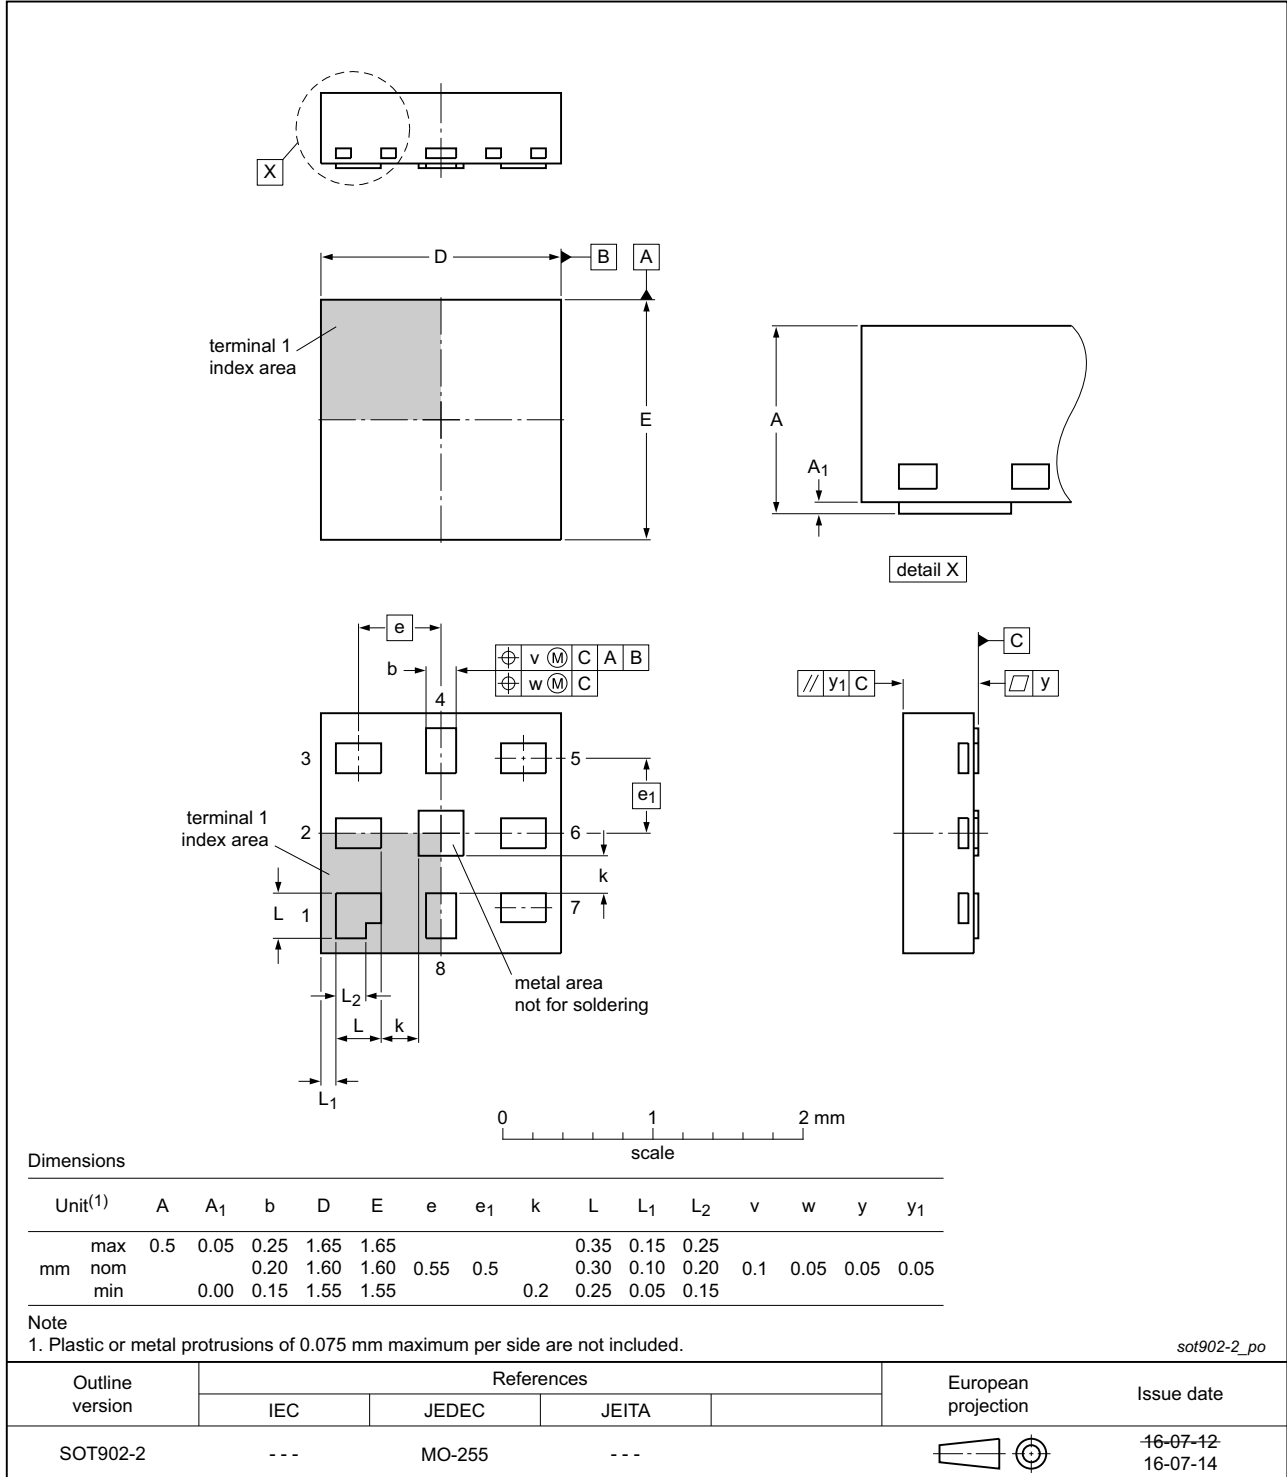 X
D
B
A
terminal 1
index area
E
A
A1
detail X
e
b
v M C A B
w M C
4
3
5
e1
terminal 1
index area
2
6
k
L
1
7
8
metal area
not for soldering
L2
L
k
L1
C
// y1 C
y
0 1 2 mm
scale
Dimensions
Unit(1) A A1 b D E e e1 k L L1 L2 v w y y1
max 0.5 0.05 0.25 1.65 1.65 0.35 0.15 0.25
mm nom 0.20 1.60 1.60 0.55 0.5 0.30 0.10 0.20 0.1 0.05 0.05 0.05
min 0.00 0.15 1.55 1.55 0.2 0.25 0.05 0.15
Note
1. Plastic or metal protrusions of 0.075 mm maximum per side are not included.
sot902-2_po
Outline
version
References
IEC JEDEC JEITA
European
projection
Issue date
SOT902-2 - - - MO-255 - - -
16-07-12
16-07-14